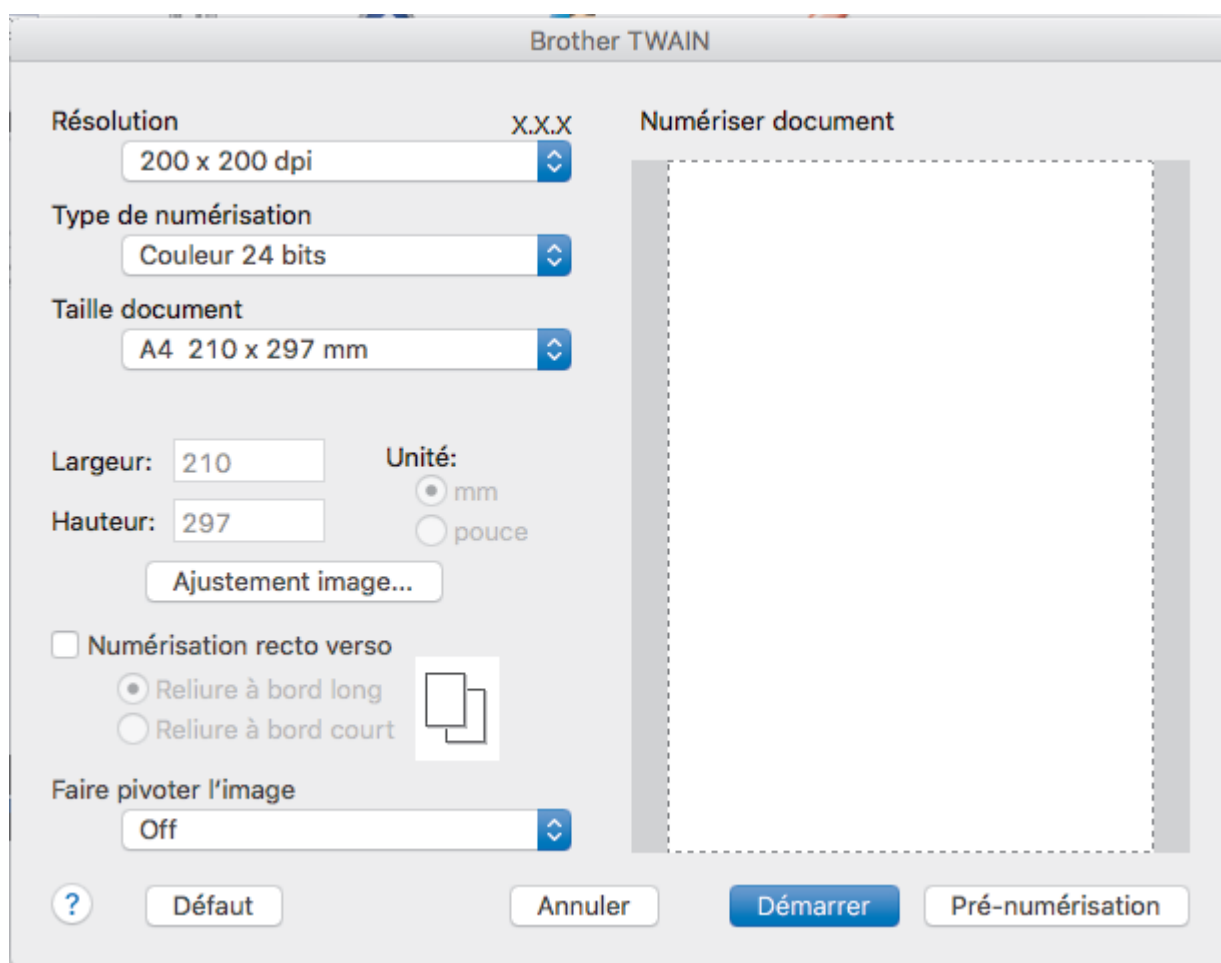 Brother TWAIN
Résolution
X.X.X
200 x 200 dpi
Type de numérisation
Couleur 24 bits
Taille document
A4 210 x 297 mm
Largeur: 210
Hauteur: 297
Unité:
mm
pouce
Ajustement image...
Numérisation recto verso
Reliure à bord long
Reliure à bord court
Faire pivoter l'image
Off
Numériser document
?
Défaut
Annuler
Démarrer
Pré-numérisation